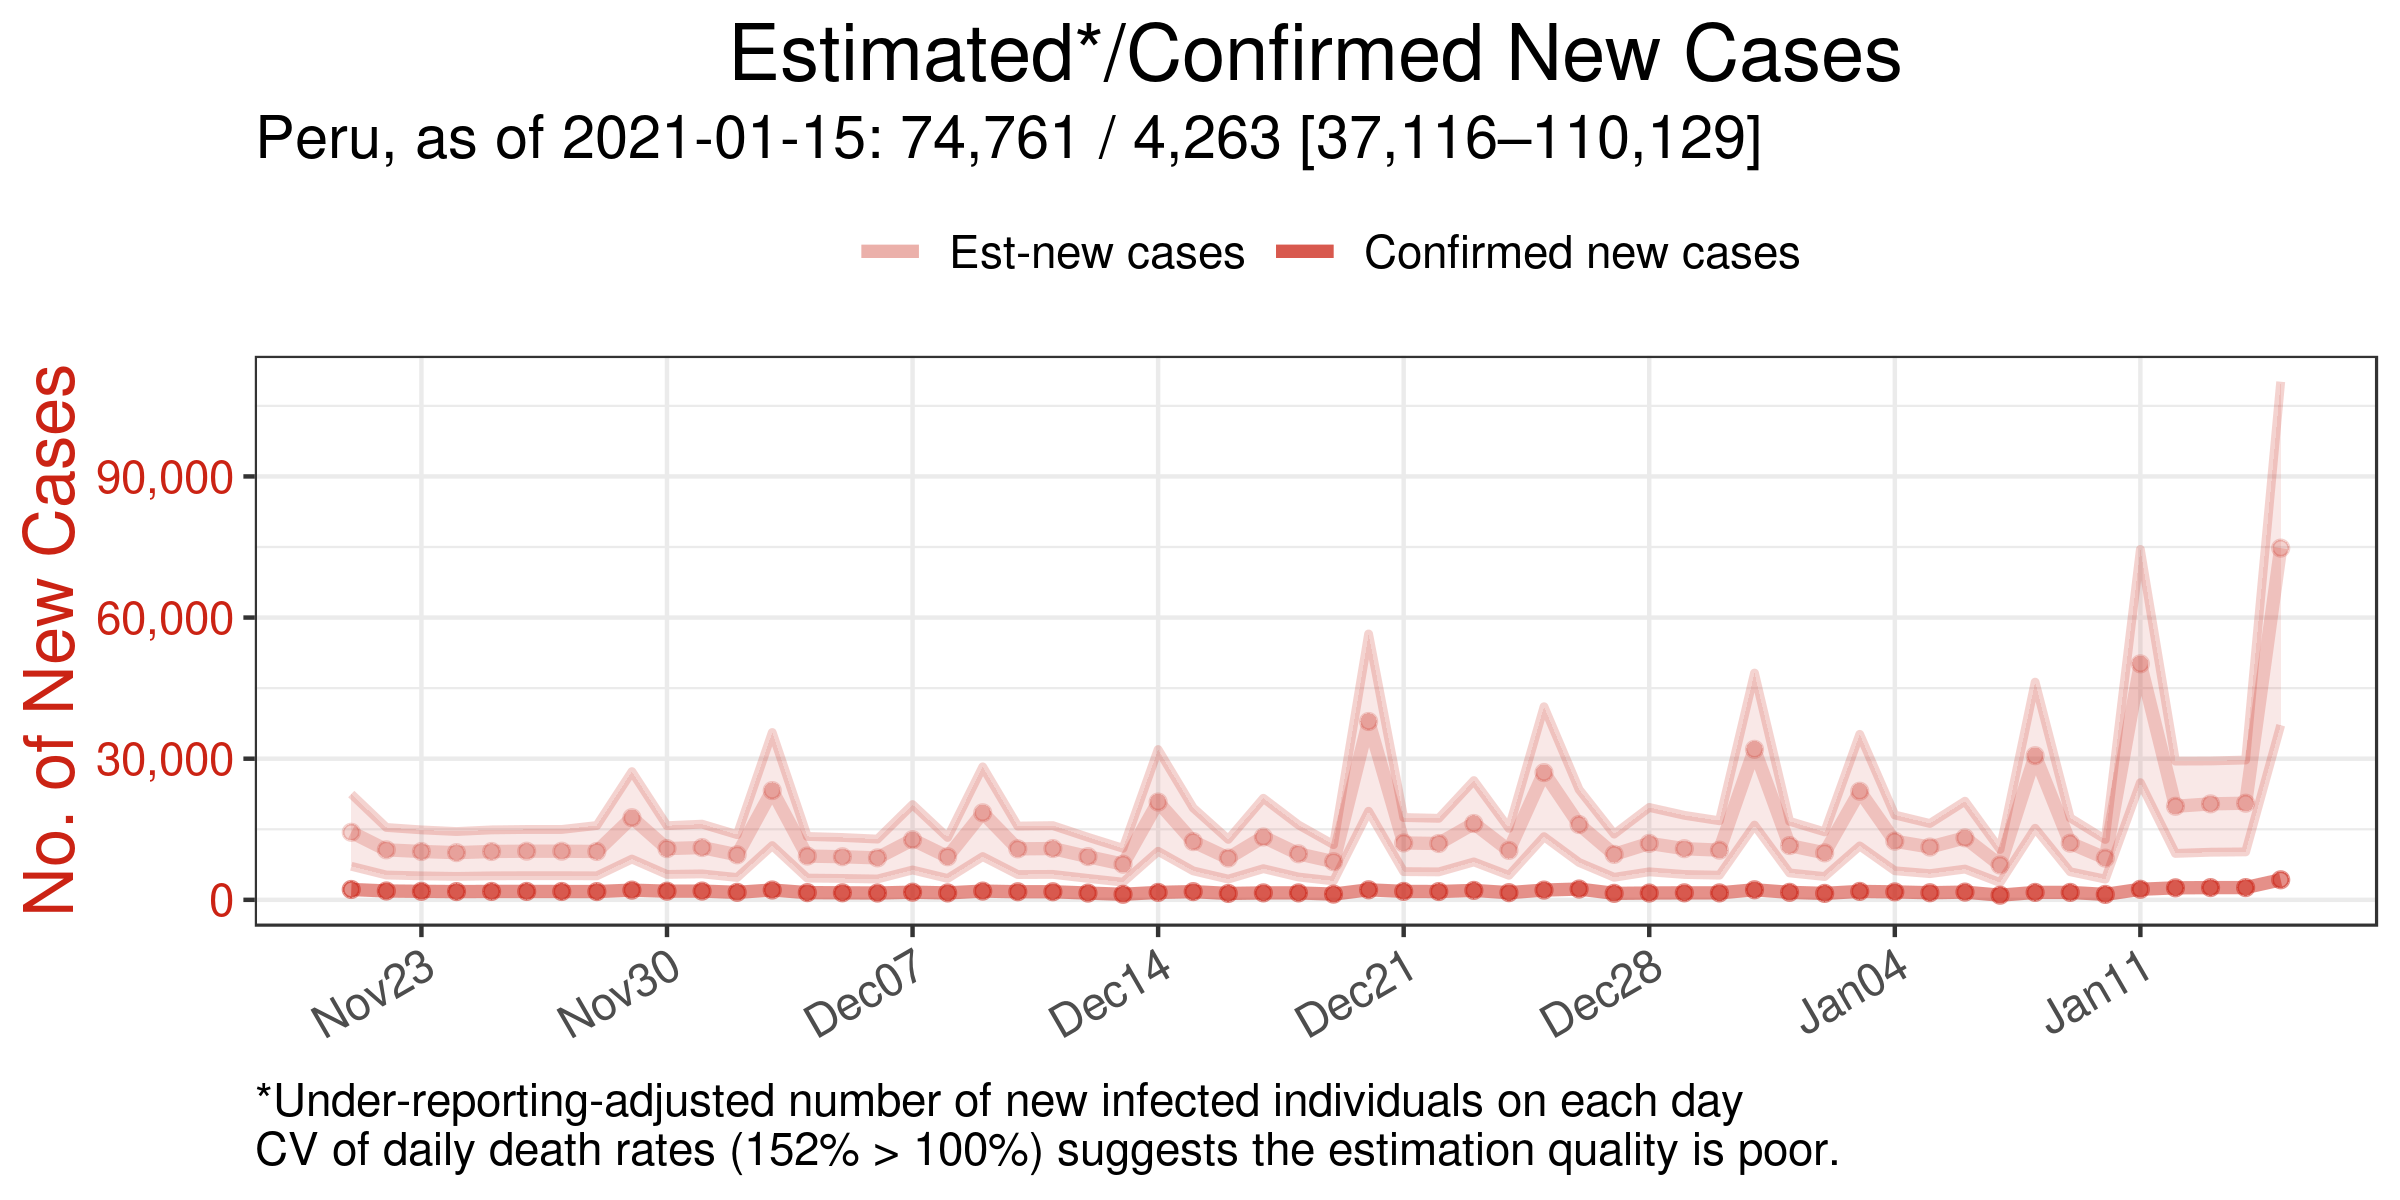 Estimated*/Confirmed New Cases
Peru, as of 2021-01-15: 74,761 / 4,263 [37,116–110,129]
Est-new cases
Confirmed new cases
No. of New Cases
90,000
60,000
30,000
0
Nov23
Nov30
Dec07
Dec14
Dec21
Dec28
Jan04
Jan11
*Under-reporting-adjusted number of new infected individuals on each day
CV of daily death rates (152% > 100%) suggests the estimation quality is poor.